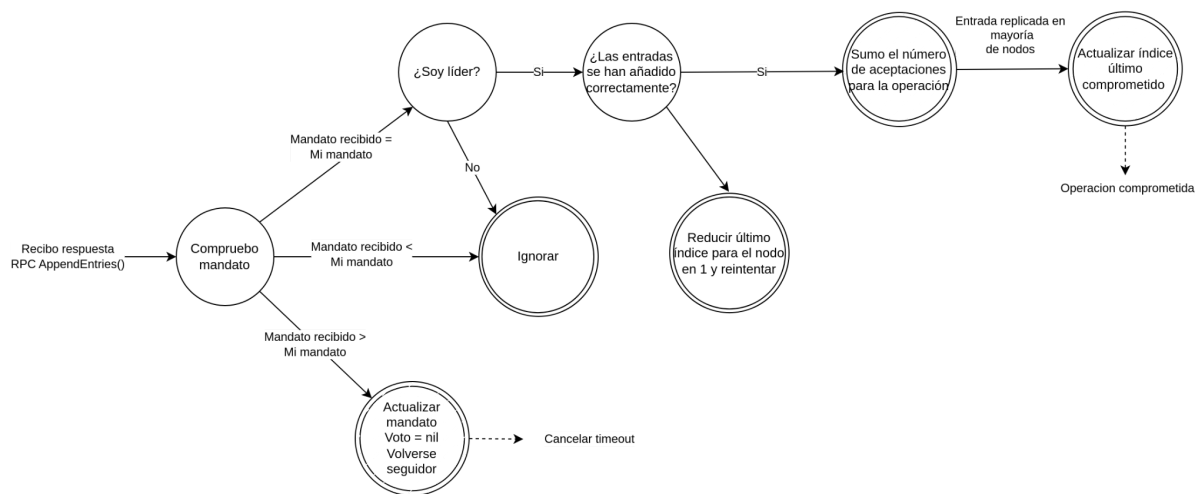 Entrada replicada en
mayoría
de nodos
¿Soy líder?
Si
¿Las entradas
se han añadido
correctamente?
Si
Sumo el número
de aceptaciones
para la operación
Actualizar índice
último
comprometido
Mandato recibido =
Mi mandato
No
Operacion comprometida
Recibo respuesta
RPC AppendEntries()
Compruebo
mandato
Mandato recibido <
Mi mandato
Ignorar
Reducir último
índice para el nodo
en 1 y reintentar
Mandato recibido >
Mi mandato
Actualizar
mandato
Voto = nil
Volverse
seguidor
Cancelar timeout